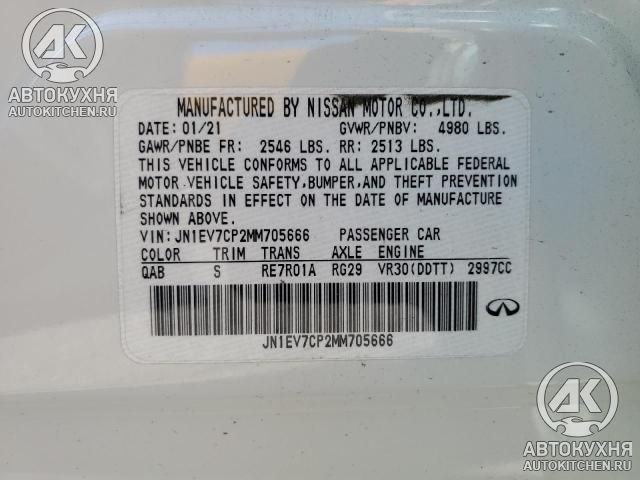 AK
АВТОКУХНЯ
AUTOKITCHEN.RU
MANUFACTURED BY NISSAN MOTOR CO.,LTD.
DATE: 01/21 GVWR/PNBV: 4980 LBS.
GAWR/PNBE FR: 2546 LBS. RR: 2513 LBS.
THIS VEHICLE CONFORMS TO ALL APPLICABLE FEDERAL
MOTOR VEHICLE SAFETY,BUMPER,AND THEFT PREVENTION
STANDARDS IN EFFECT ON THE DATE OF MANUFACTURE
SHOWN ABOVE.
VIN: JN1EV7CP2MM705666 PASSENGER CAR
COLOR TRIM TRANS AXLE ENGINE
QAB S RE7R01A RG29 VR30(DDTT) 2997CC
JN1EV7CP2MM705666
AK
АВТОКУХНЯ
AUTOKITCHEN.RU